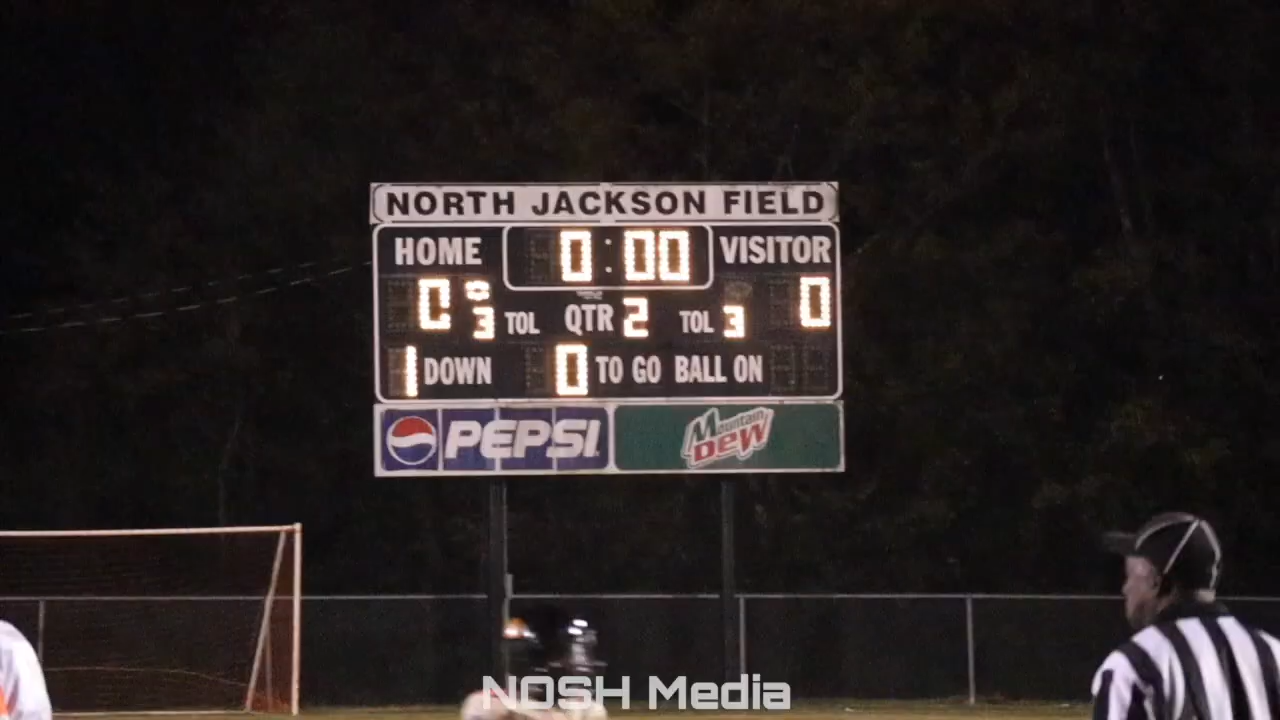 NORTH JACKSON FIELD
HOME 0:00 VISITOR
0 0
3 TOL QTR 2 TOL 3
1 DOWN 0 TO GO BALL ON
PEPSI Mountain Dew
NOSH Media